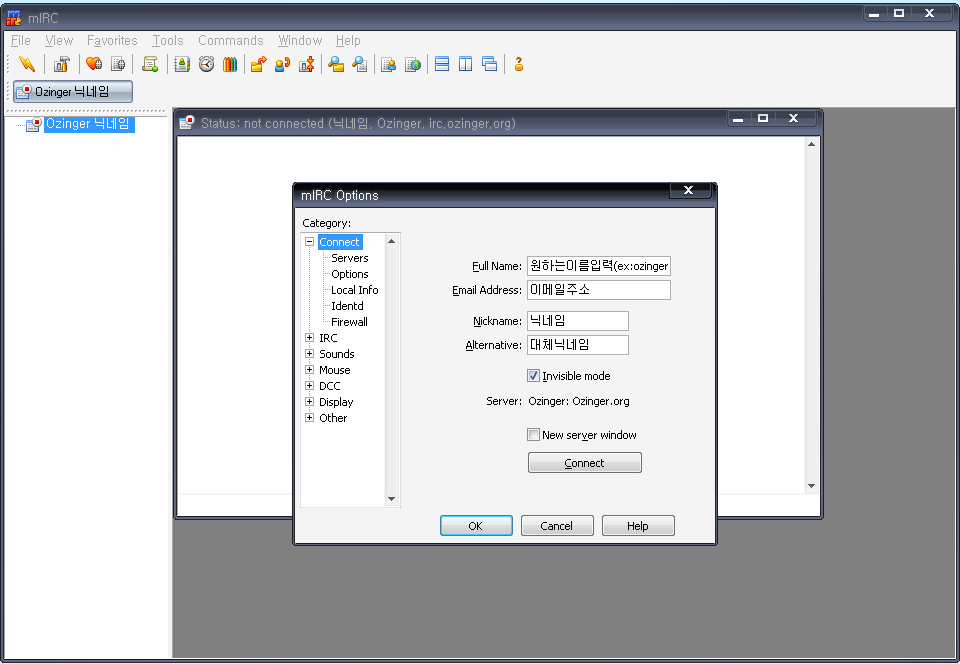 mIRC
File View Favorites Tools Commands Window Help
Ozinger 닉네임
Ozinger 닉네임
Status: not connected (닉네임, Ozinger, irc.ozinger.org)
mIRC Options
Category:
Connect
Servers
Options
Local Info
Identd
Firewall
IRC
Sounds
Mouse
DCC
Display
Other
Full Name: 원하는이름입력(ex:ozinger
Email Address: 이메일주소
Nickname: 닉네임
Alternative: 대체닉네임
Invisible mode
Server: Ozinger: Ozinger.org
New server window
Connect
OK Cancel Help